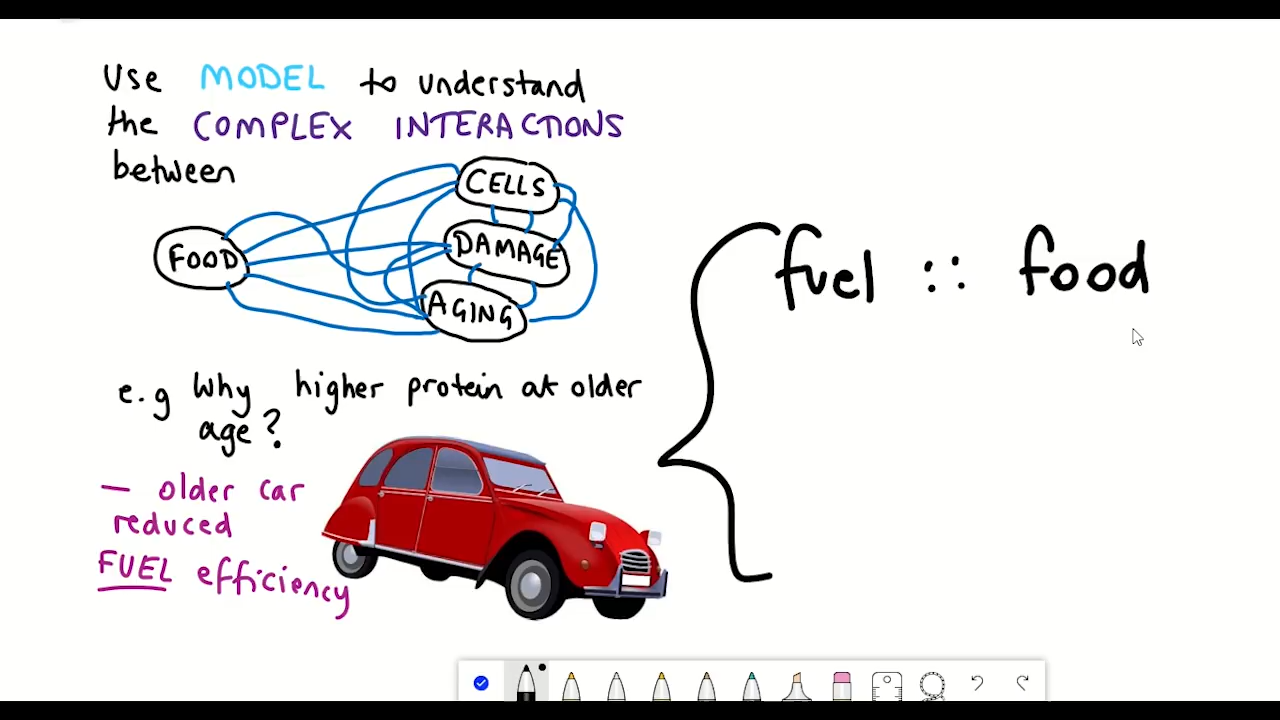 Use MODEL to understand
the COMPLEX INTERACTIONS
between
CELLS
FOOD
DAMAGE
AGING
e.g Why higher protein at older
age?
— older car
reduced
FUEL efficiency
fuel :: food